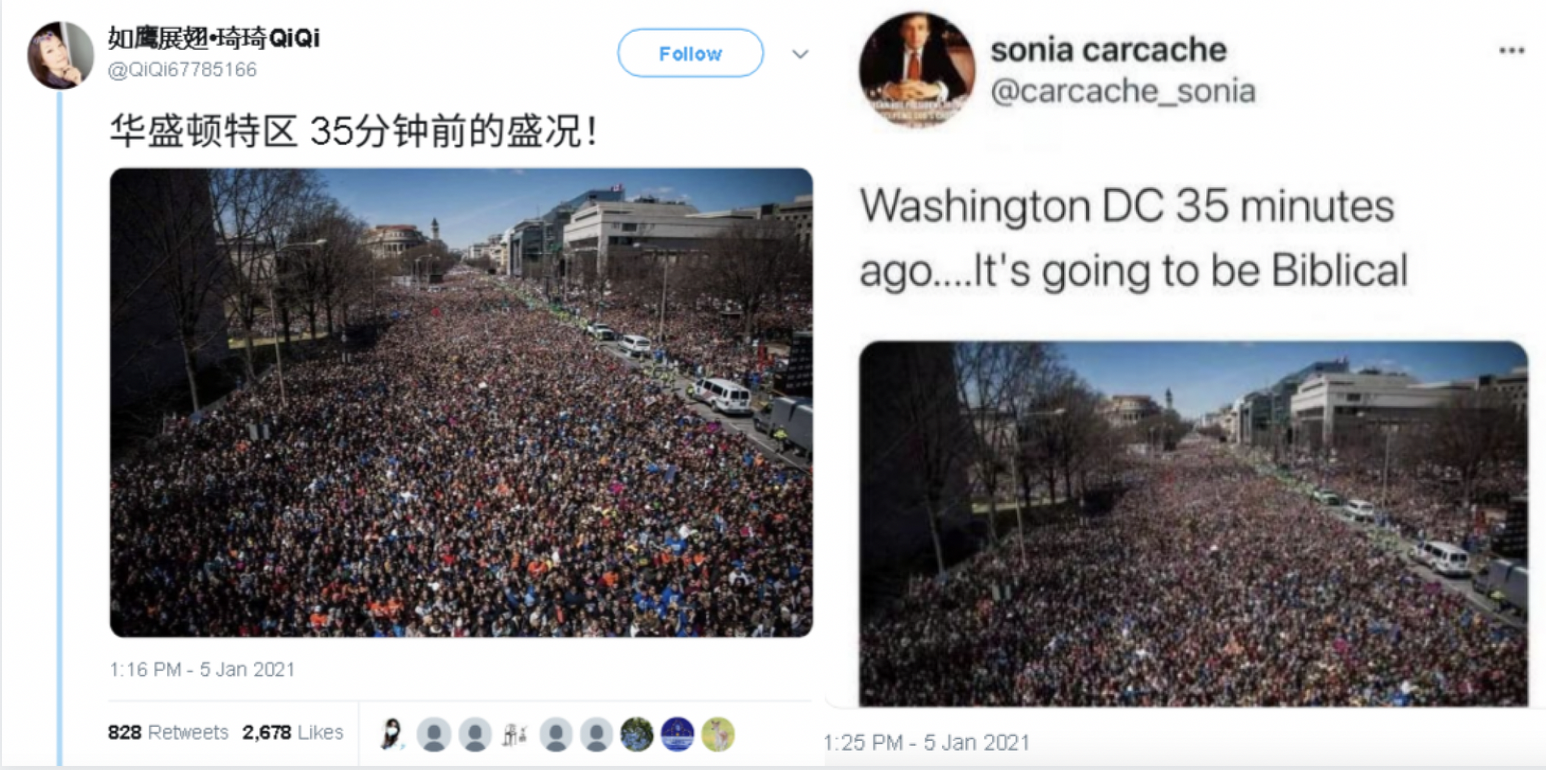 如鹰展翅•琦琦QiQi
@QiQi67785166
Follow
华盛顿特区 35分钟前的盛况!
1:16 PM - 5 Jan 2021
828 Retweets 2,678 Likes
sonia carcache
@carcache_sonia
Washington DC 35 minutes
ago....It's going to be Biblical
1:25 PM - 5 Jan 2021